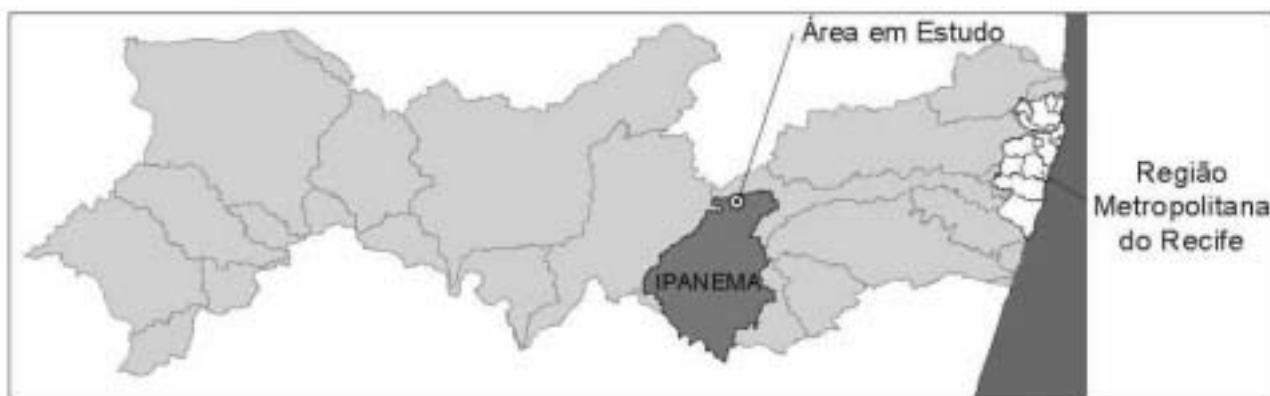 Área em Estudo
Região
Metropolitana
do Recife
IPANEMA